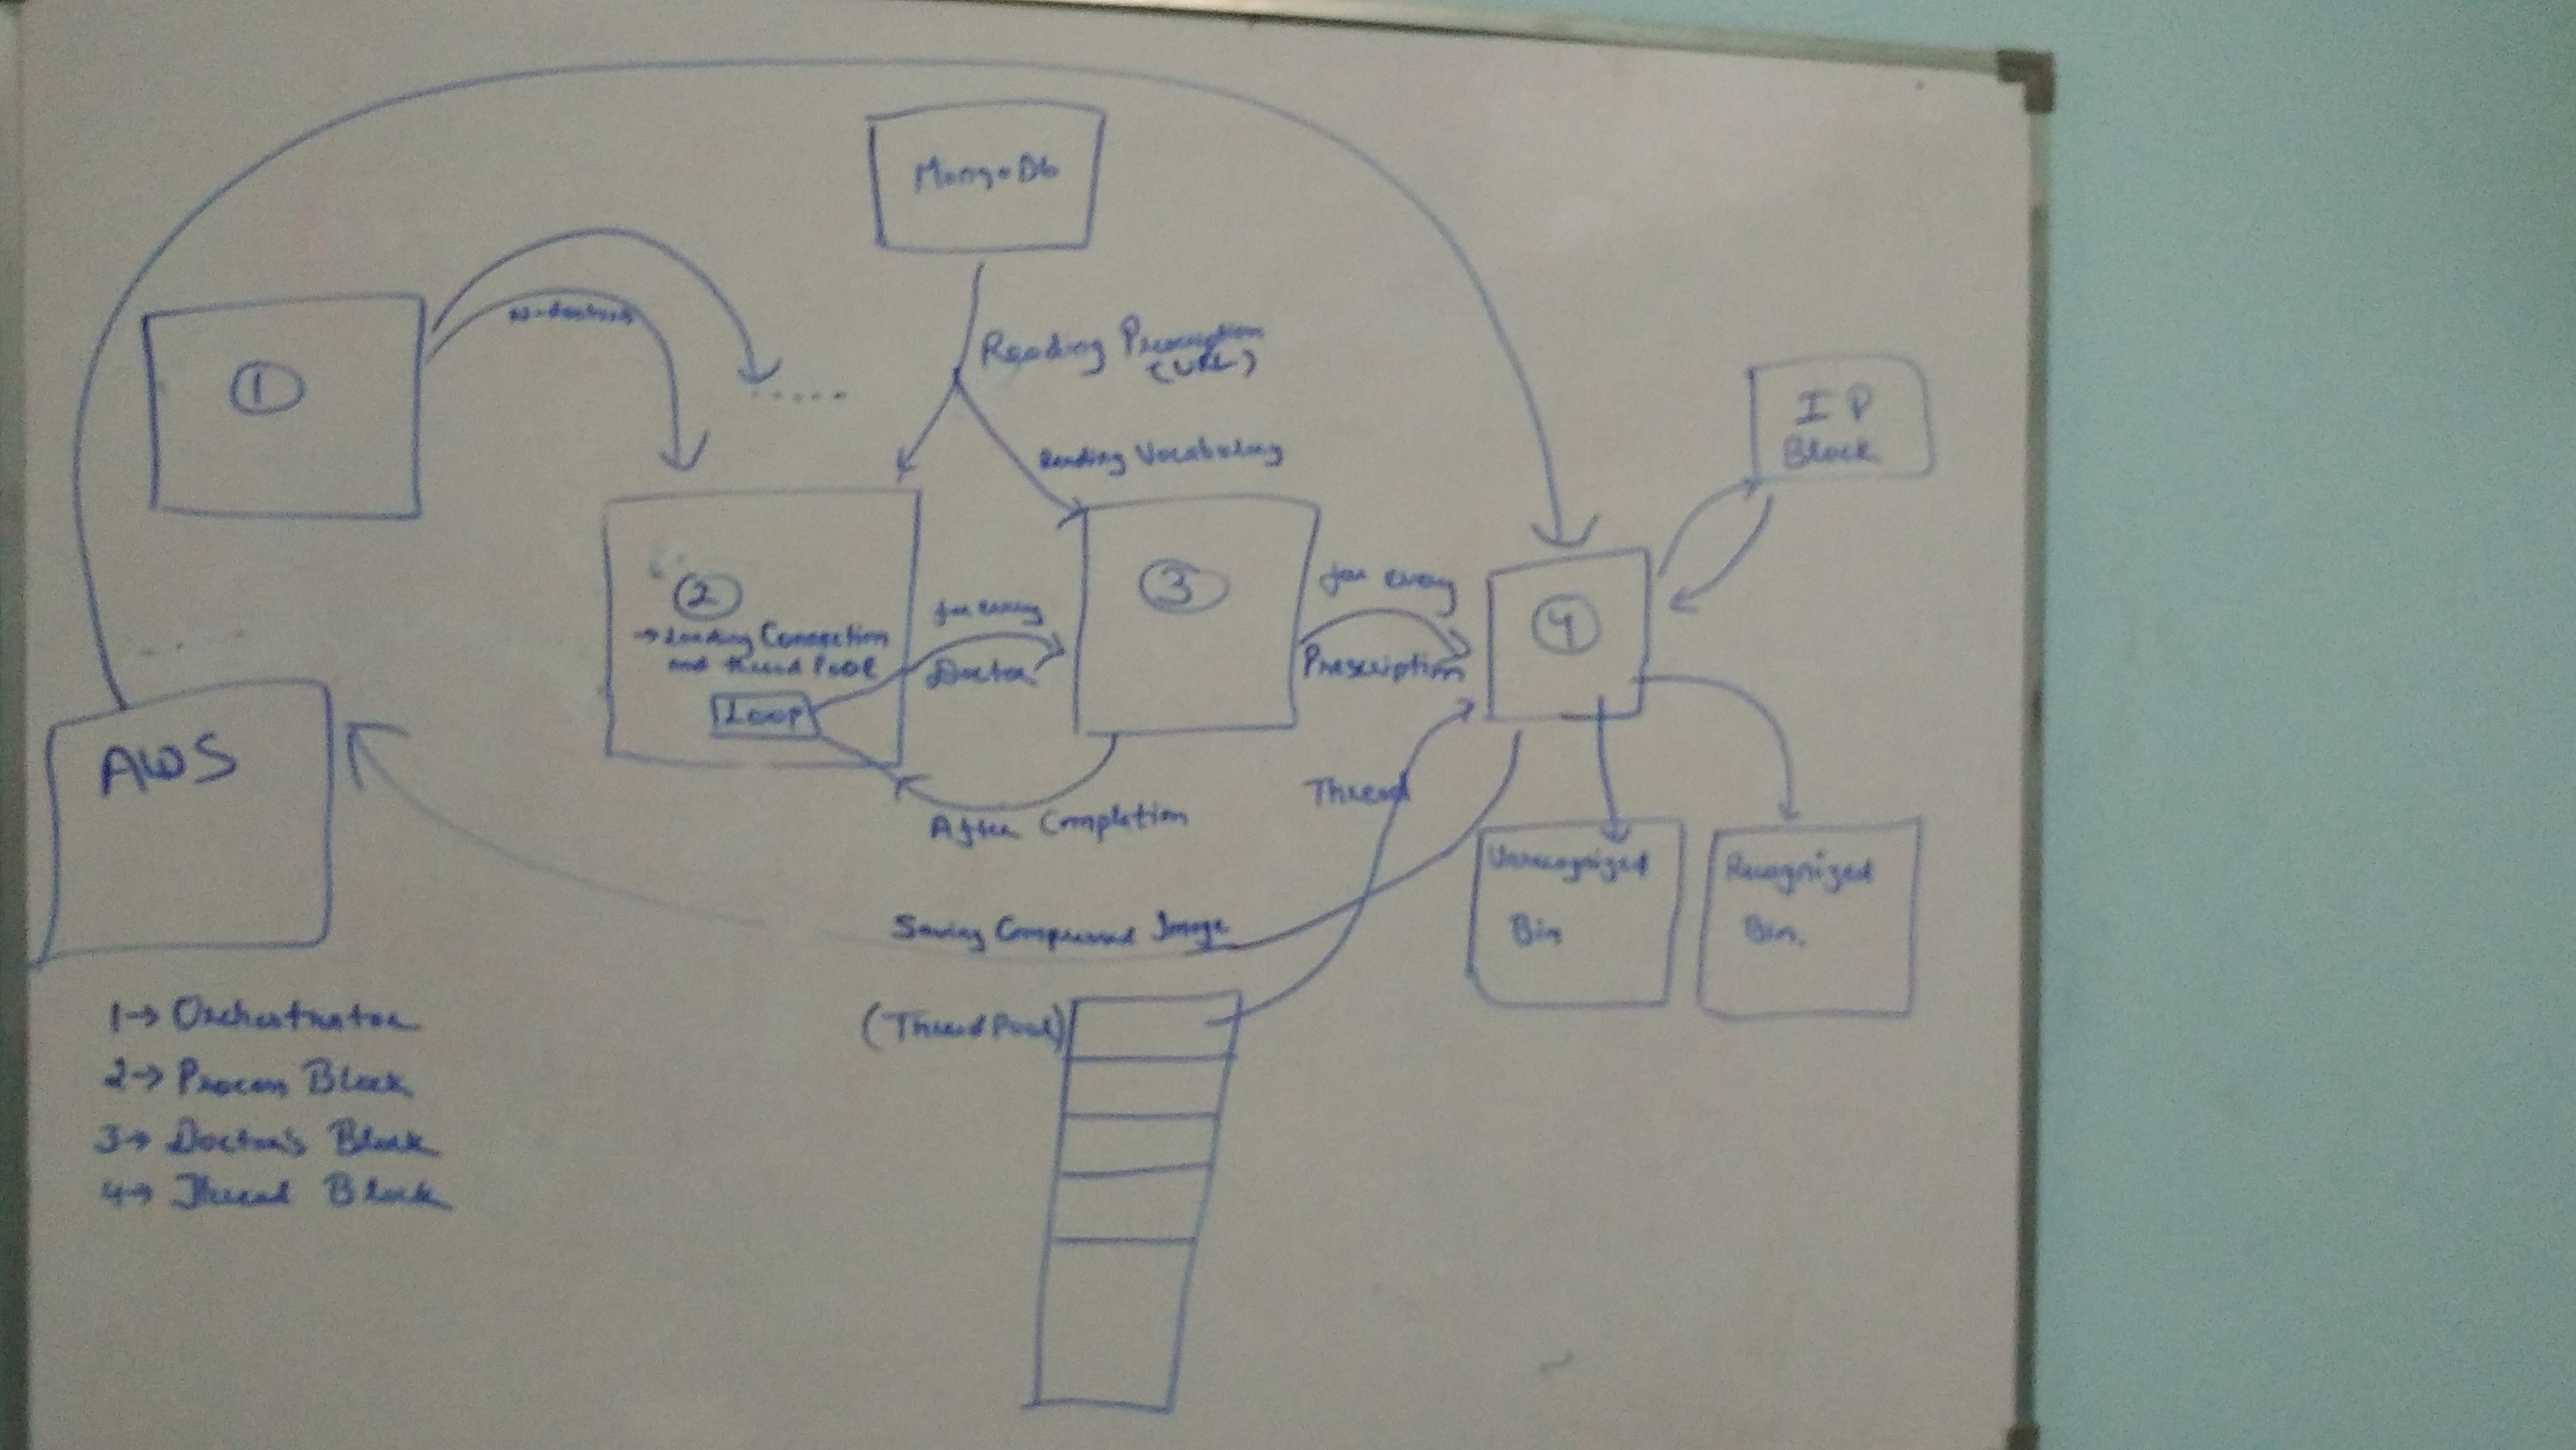 MongoDb
N-doctors
①
Reading Prescription
(URL)
Reading Vocabulary
IP
Block
②
→ Loading Connection
and thread Pool
Loop
for every
Doctor
③
for every
Prescription
④
AWS
After Completion
Thread
Unrecognized
Bin
Recognized
Bin.
Saving Compressed Image
(Thread Pool)
1→ Orchestrator
2→ Process Block
3→ Doctor's Block
4→ Thread Block